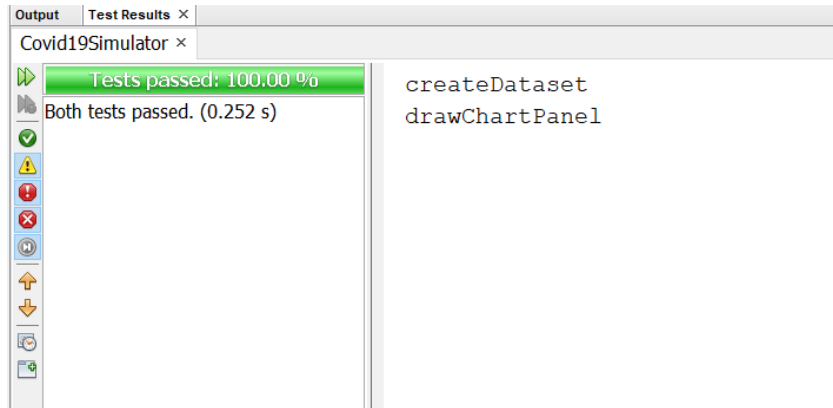 Output Test Results ×
Covid19Simulator ×
Tests passed: 100.00 %
Both tests passed. (0.252 s)
createDataset
drawChartPanel